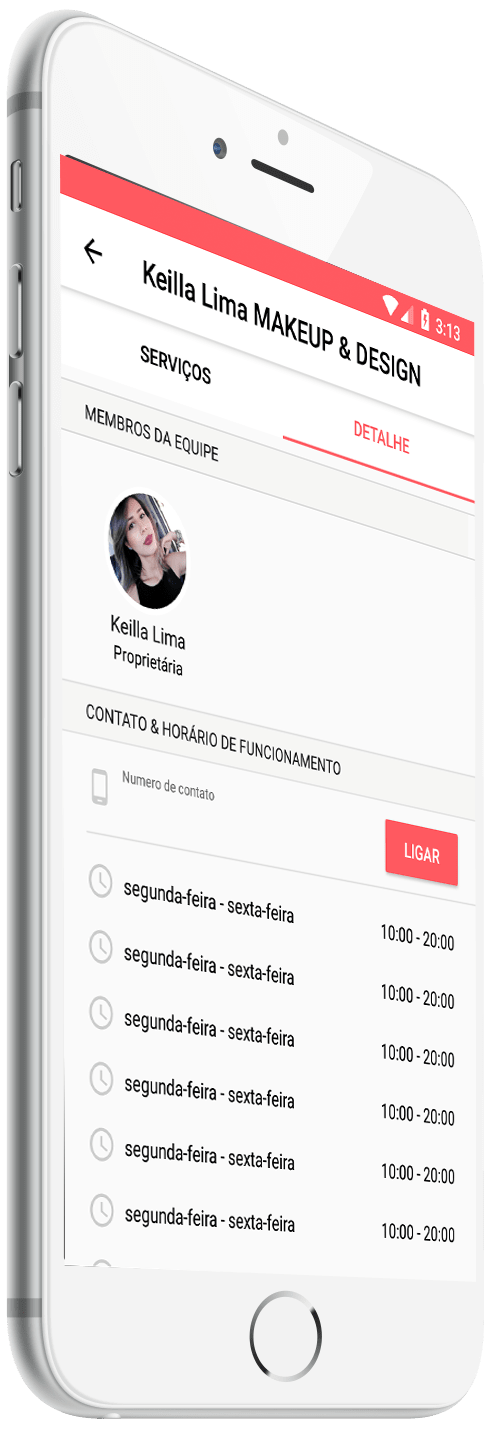 3:13
Keilla Lima MAKEUP & DESIGN
SERVIÇOS
DETALHE
MEMBROS DA EQUIPE
Keilla Lima
Proprietária
CONTATO & HORÁRIO DE FUNCIONAMENTO
Numero de contato
LIGAR
segunda-feira - sexta-feira 10:00 - 20:00
segunda-feira - sexta-feira 10:00 - 20:00
segunda-feira - sexta-feira 10:00 - 20:00
segunda-feira - sexta-feira 10:00 - 20:00
segunda-feira - sexta-feira 10:00 - 20:00
segunda-feira - sexta-feira 10:00 - 20:00